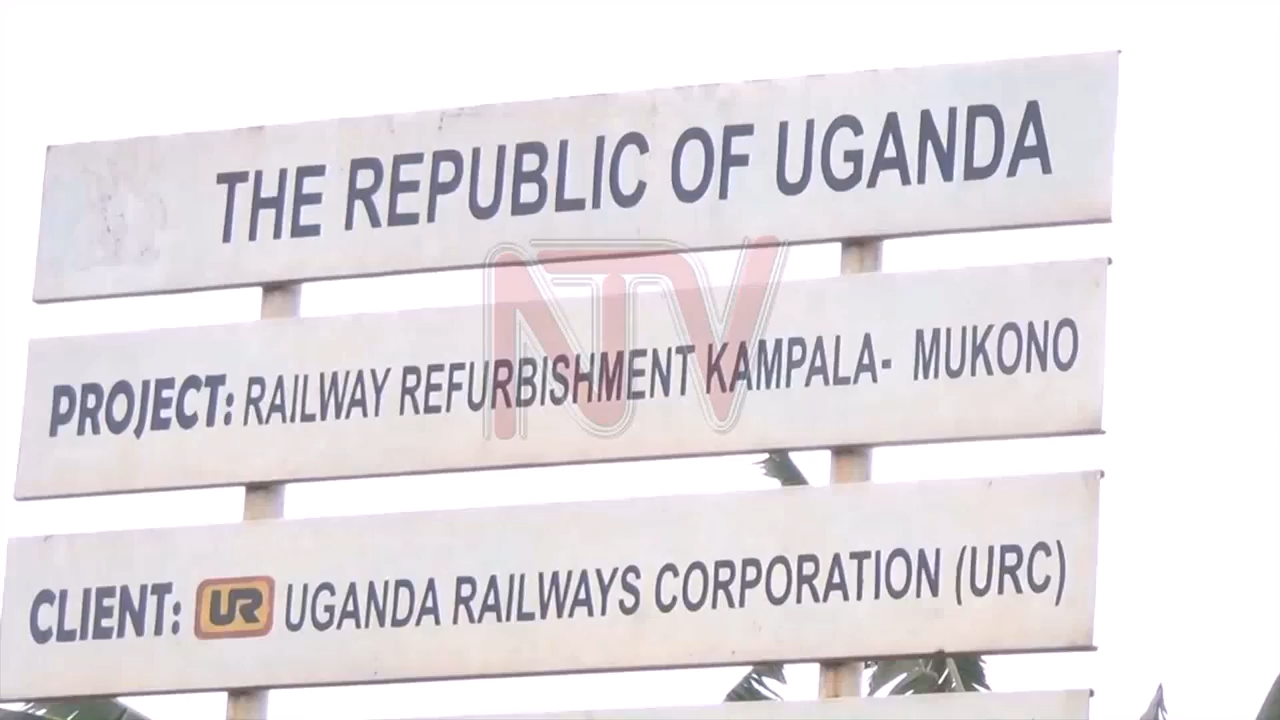 THE REPUBLIC OF UGANDA
NTV
PROJECT: RAILWAY REFURBISHMENT KAMPALA- MUKONO
CLIENT: UR UGANDA RAILWAYS CORPORATION (URC)